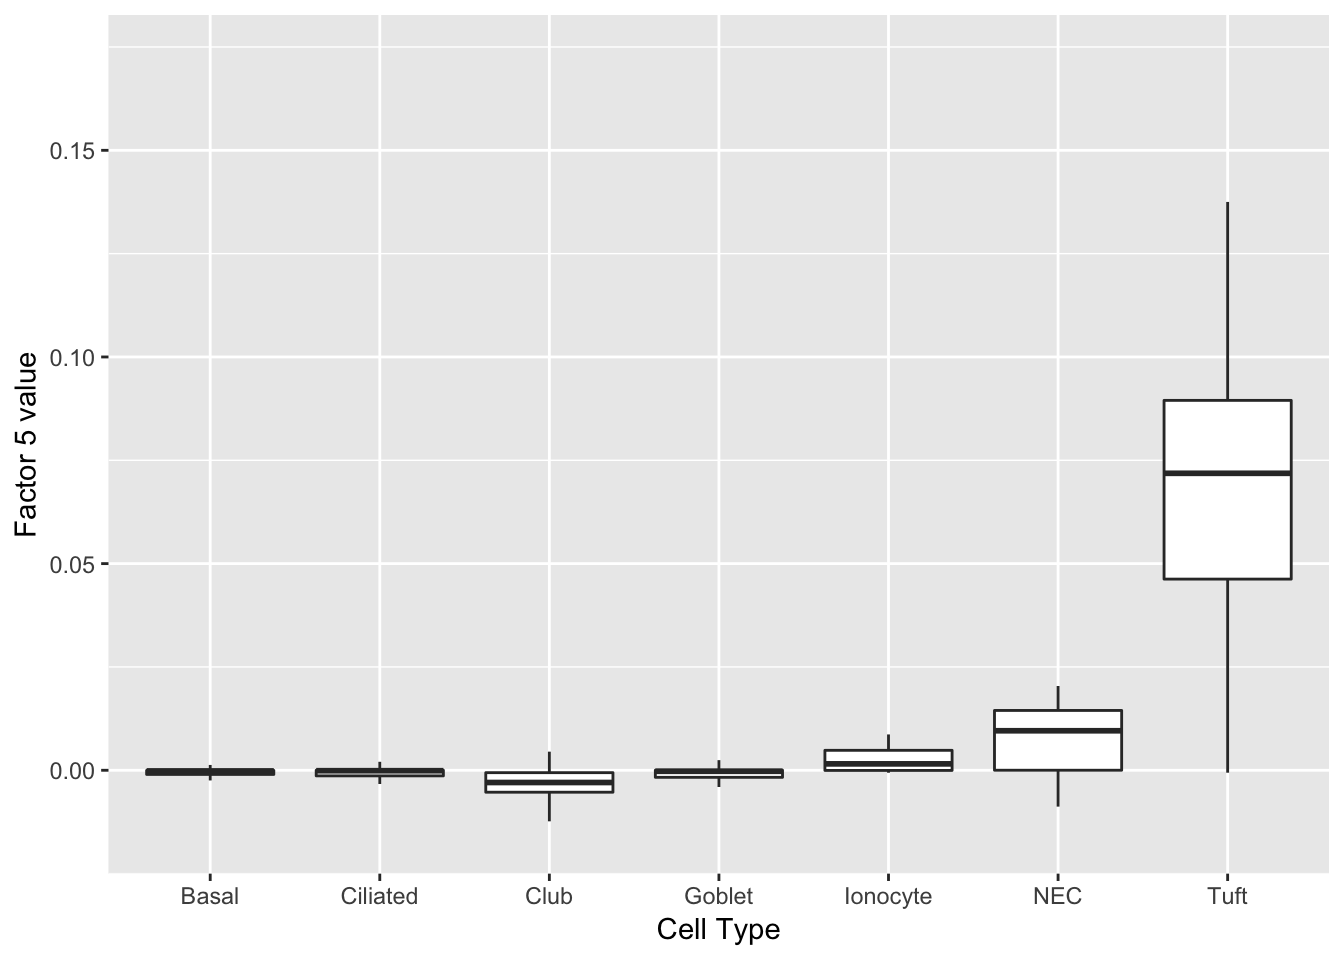 Factor 5 value
0.15
0.10
0.05
0.00
Basal Ciliated Club Goblet Ionocyte NEC Tuft
Cell Type